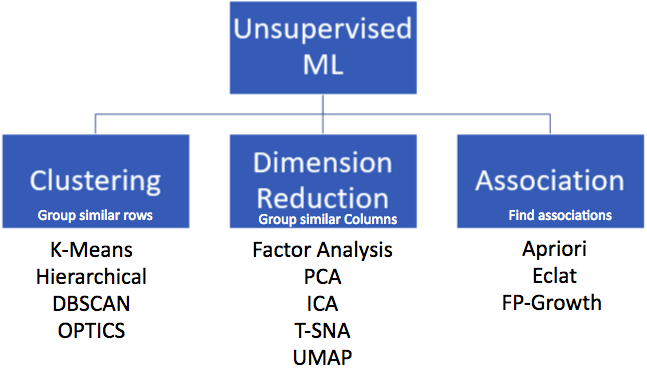 Unsupervised
ML
Clustering
Group similar rows
K-Means
Hierarchical
DBSCAN
OPTICS
Dimension
Reduction
Group similar Columns
Factor Analysis
PCA
ICA
T-SNA
UMAP
Association
Find associations
Apriori
Eclat
FP-Growth